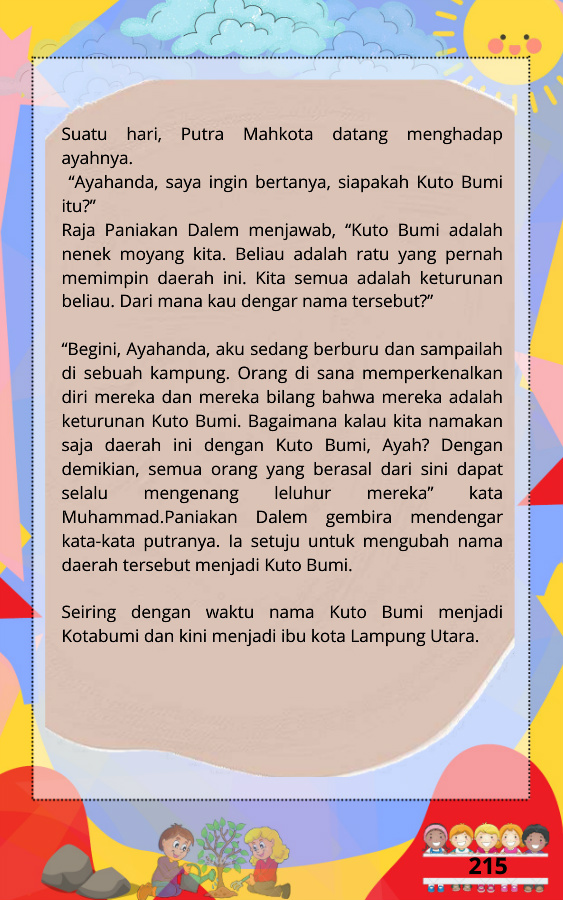 Suatu hari, Putra Mahkota datang menghadap
ayahnya.
“Ayahanda, saya ingin bertanya, siapakah Kuto Bumi
itu?”
Raja Paniakan Dalem menjawab, “Kuto Bumi adalah
nenek moyang kita. Beliau adalah ratu yang pernah
memimpin daerah ini. Kita semua adalah keturunan
beliau. Dari mana kau dengar nama tersebut?”
“Begini, Ayahanda, aku sedang berburu dan sampailah
di sebuah kampung. Orang di sana memperkenalkan
diri mereka dan mereka bilang bahwa mereka adalah
keturunan Kuto Bumi. Bagaimana kalau kita namakan
saja daerah ini dengan Kuto Bumi, Ayah? Dengan
demikian, semua orang yang berasal dari sini dapat
selalu mengenang leluhur mereka” kata
Muhammad.Paniakan Dalem gembira mendengar
kata-kata putranya. Ia setuju untuk mengubah nama
daerah tersebut menjadi Kuto Bumi.
Seiring dengan waktu nama Kuto Bumi menjadi
Kotabumi dan kini menjadi ibu kota Lampung Utara.
215